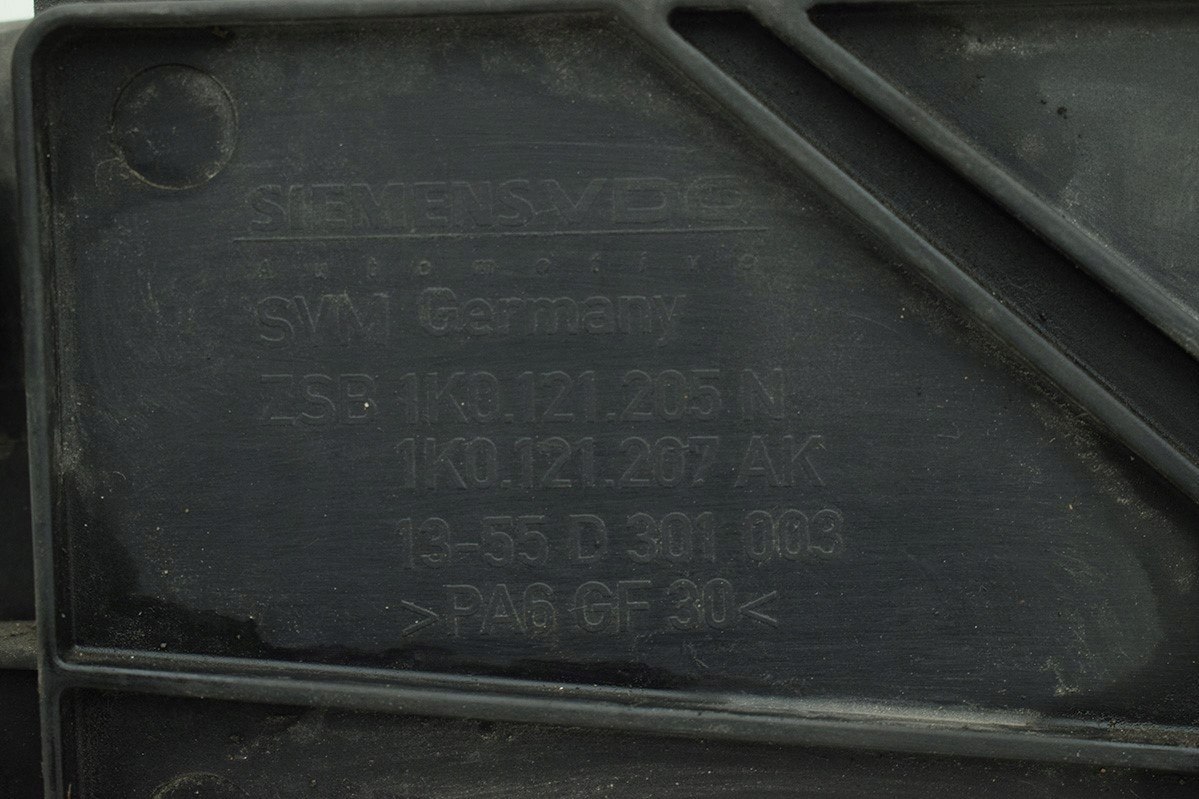 SIEMENS VDO
Automotive
SVM Germany
ZSB 1K0.121.205 N
1K0.121.207 AK
13-55 D 301 003
>PA6 GF 30<